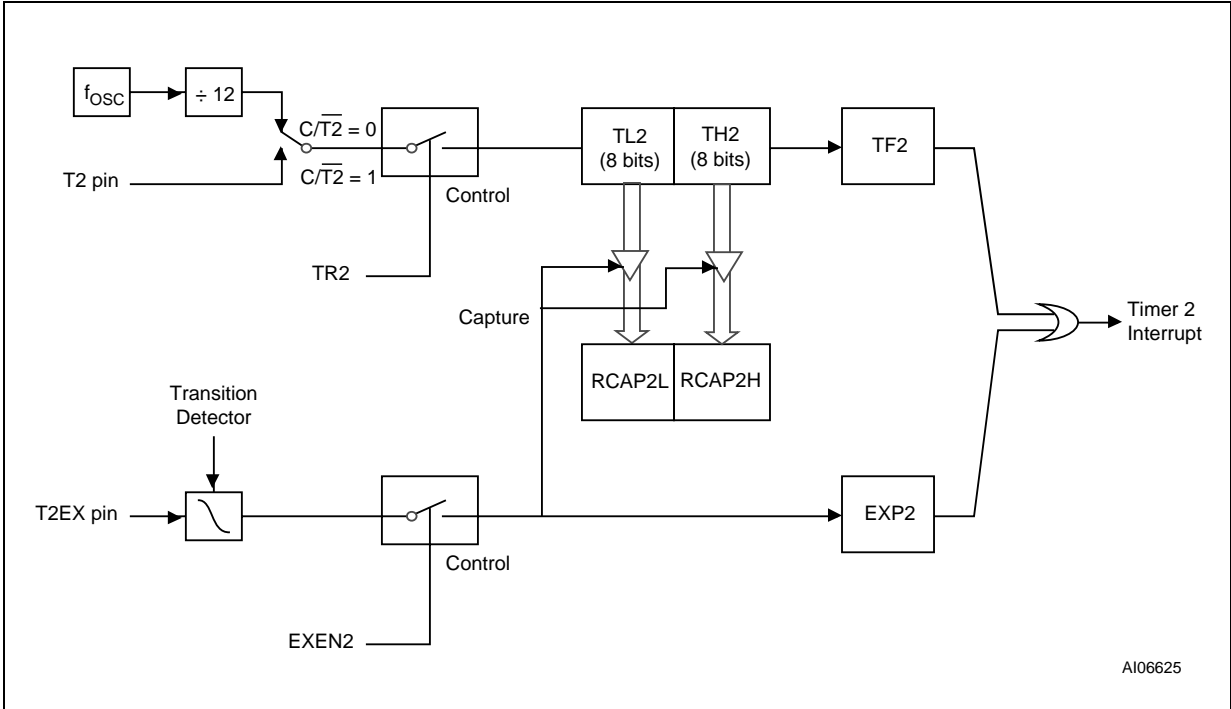 fOSC
÷ 12
C/T2̅ = 0
TL2
(8 bits)
TH2
(8 bits)
TF2
T2 pin
C/T2̅ = 1
Control
TR2
Capture
Timer 2
Interrupt
RCAP2L
RCAP2H
Transition
Detector
T2EX pin
EXP2
Control
EXEN2
AI06625